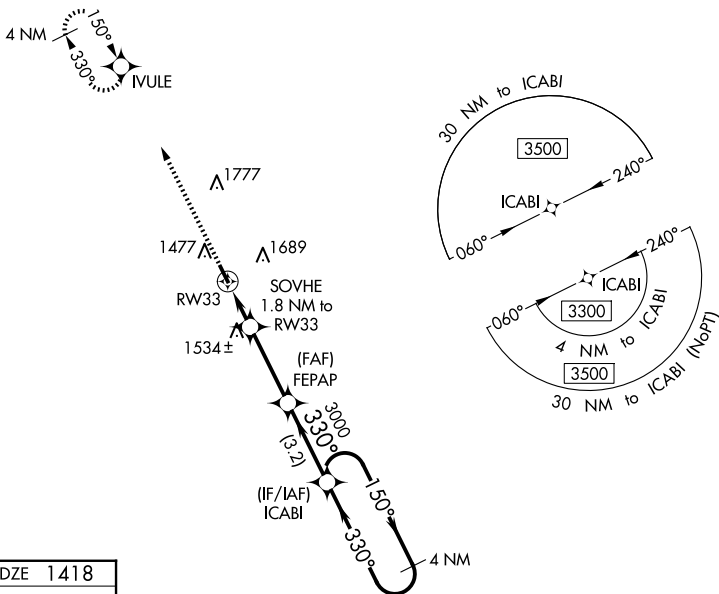 4 NM
150°
330°
IVULE
30 NM to ICABI
3500
ICABI
060°
240°
1777
1477
1689
RW33
SOVHE
1.8 NM to
RW33
1534±
(FAF)
FEPAP
3000
330°
(3.2)
(IF/IAF)
ICABI
150°
330°
4 NM
240°
060°
ICABI
3300
4 NM to ICABI
3500
30 NM to ICABI (NoPT)
DZE 1418